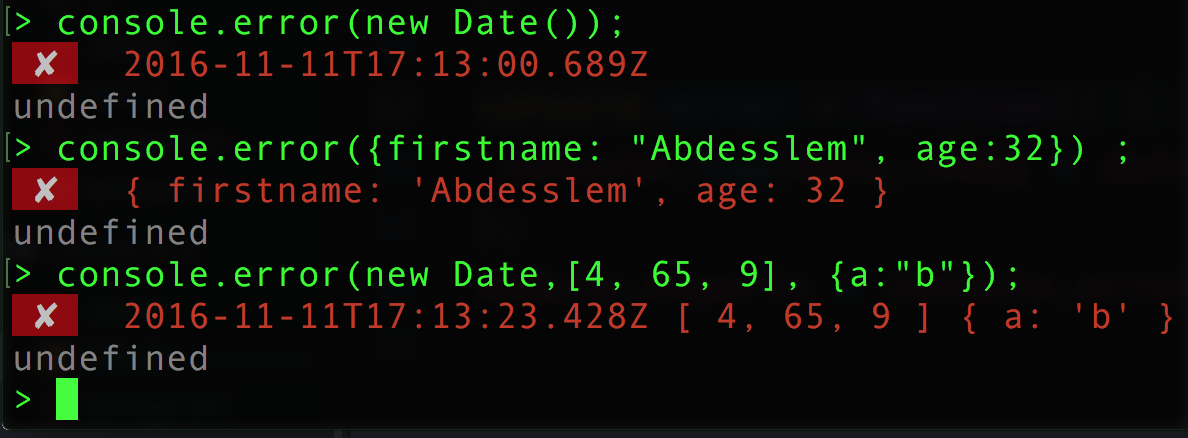 > console.error(new Date());
✘ 2016-11-11T17:13:00.689Z
undefined
> console.error({firstname: "Abdesslem", age:32}) ;
✘ { firstname: 'Abdesslem', age: 32 }
undefined
> console.error(new Date,[4, 65, 9], {a:"b"});
✘ 2016-11-11T17:13:23.428Z [ 4, 65, 9 ] { a: 'b' }
undefined
>